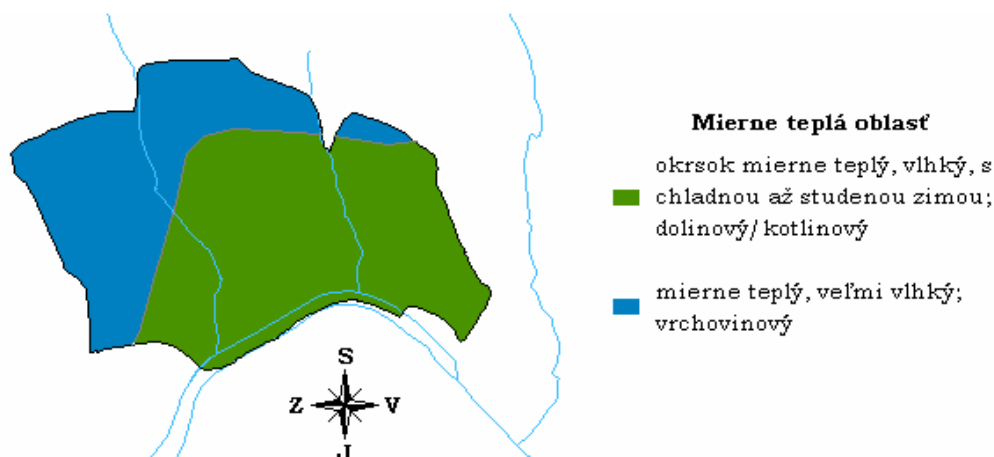 Mierne teplá oblasť
okrsok mierne teplý, vlhký, s
chladnou až studenou zimou;
dolinový/ kotlinový
mierne teplý, veľmi vlhký;
vrchovinový
S
Z V
J